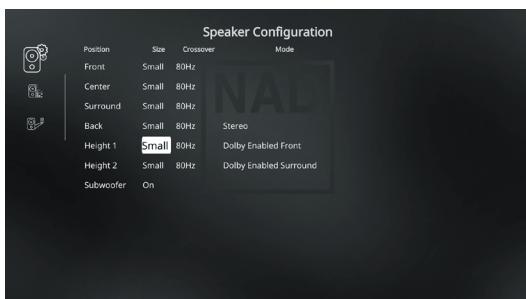 Speaker Configuration
Position Size Crossover Mode
Front Small 80Hz
Center Small 80Hz
Surround Small 80Hz
Back Small 80Hz Stereo
Height 1 Small 80Hz Dolby Enabled Front
Height 2 Small 80Hz Dolby Enabled Surround
Subwoofer On
NAD